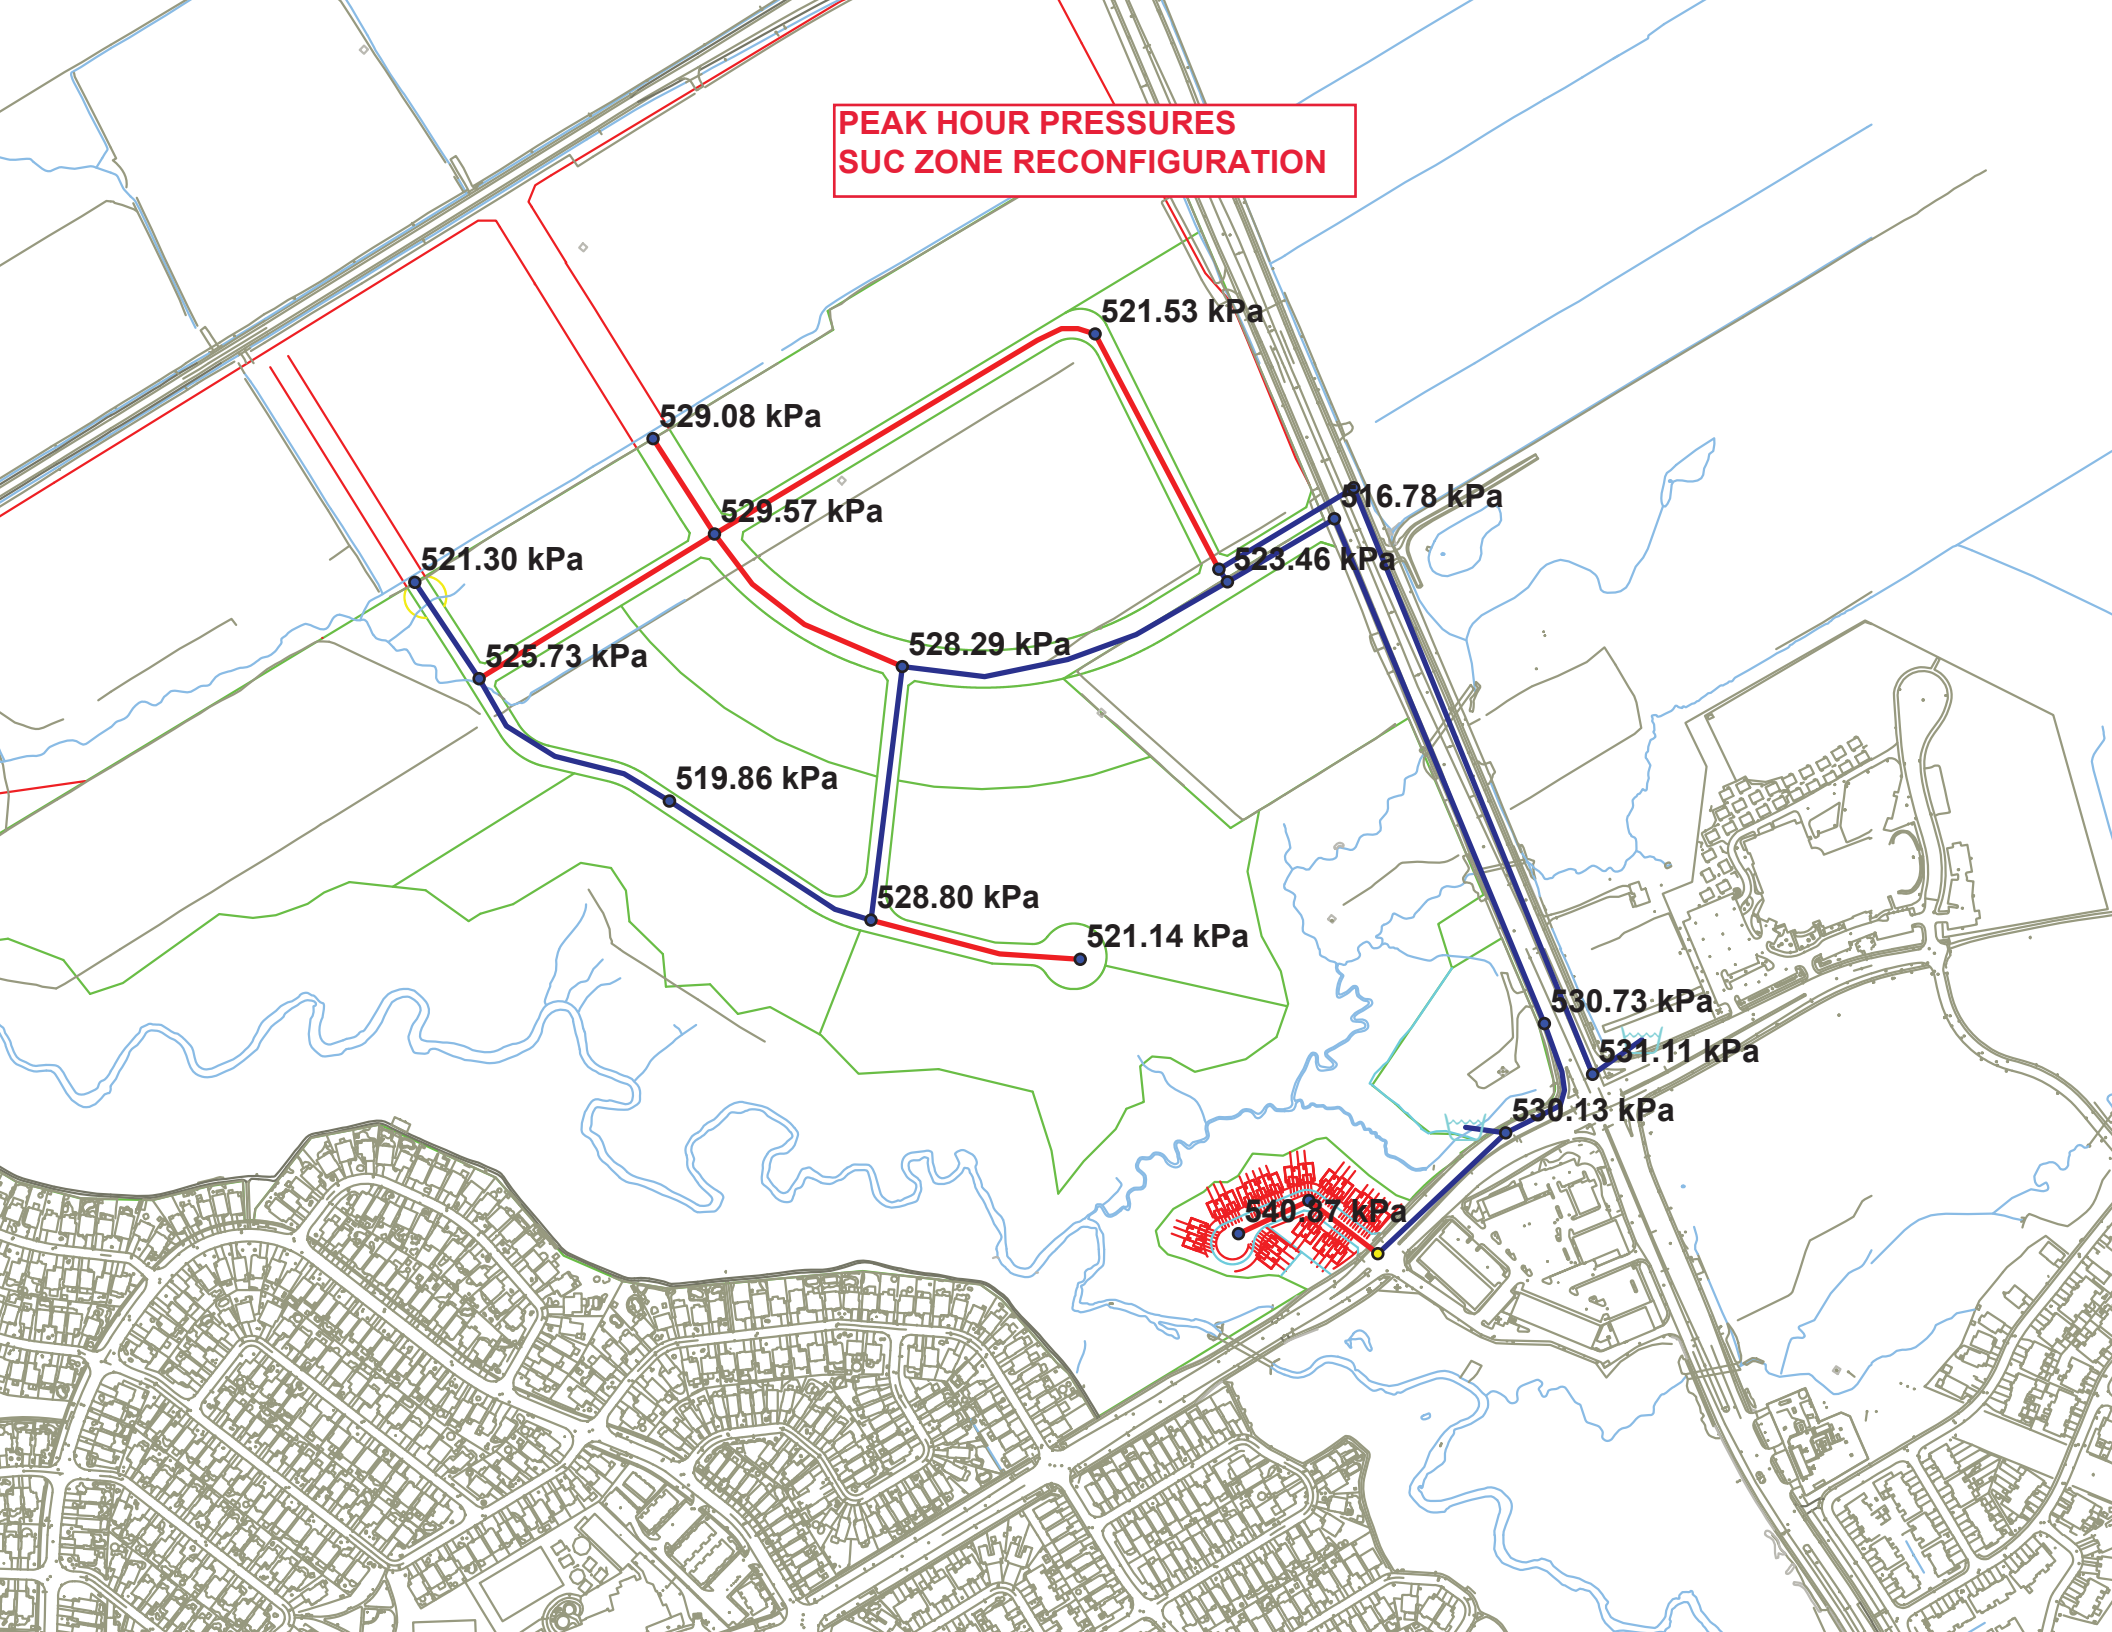 PEAK HOUR PRESSURES
SUC ZONE RECONFIGURATION
521.53 kPa
529.08 kPa
516.78 kPa
529.57 kPa
521.30 kPa
523.46 kPa
528.29 kPa
525.73 kPa
519.86 kPa
528.80 kPa
521.14 kPa
530.73 kPa
531.11 kPa
530.13 kPa
540.87 kPa